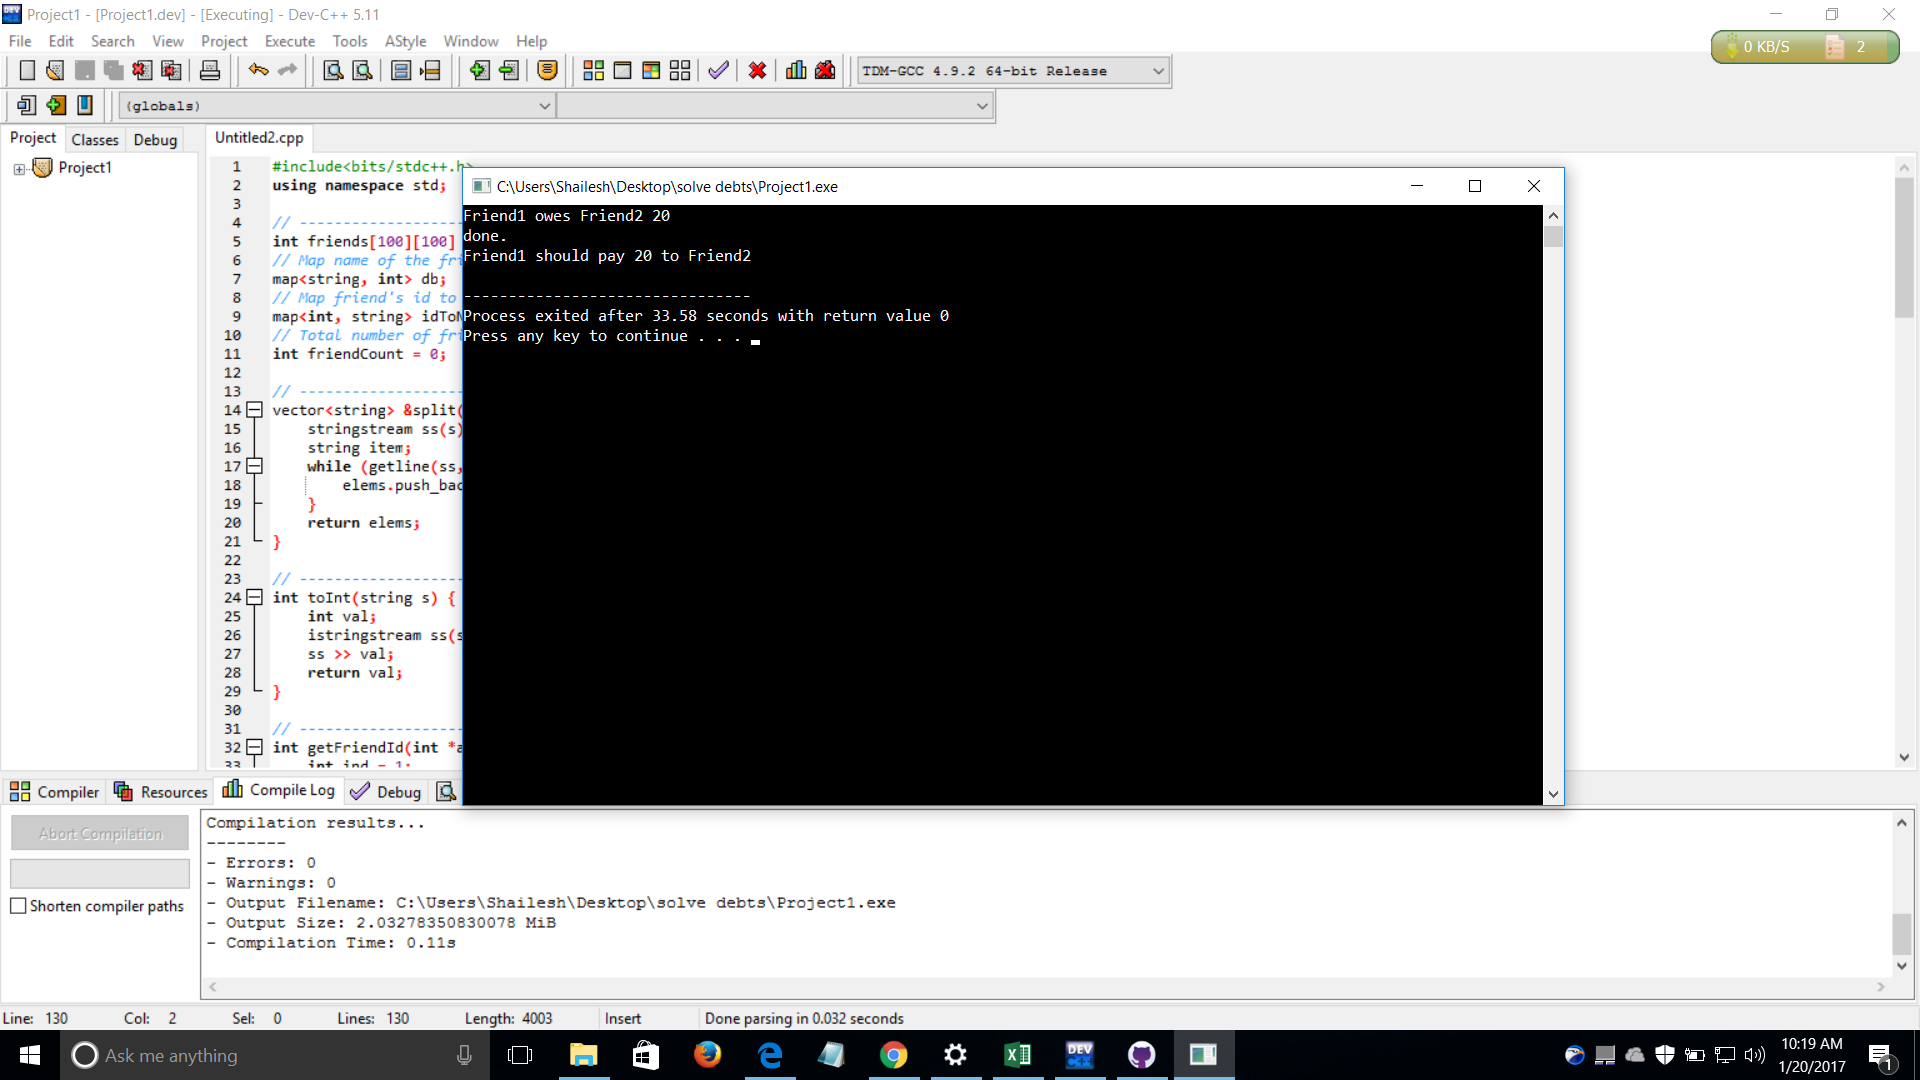 Project1 - [Project1.dev] - [Executing] - Dev-C++ 5.11
File Edit Search View Project Execute Tools AStyle Window Help
0 KB/S 2
TDM-GCC 4.9.2 64-bit Release
(globals)
Project Classes Debug
Untitled2.cpp
Project1
1 #include<bits/stdc++.h>
2 using namespace std;
3
4 // -------------------
5 int friends[100][100]
6 // Map name of the fri
7 map<string, int> db;
8 // Map friend's id to
9 map<int, string> idToN
10 // Total number of fri
11 int friendCount = 0;
12
13 // -------------------
14 vector<string> &split(
15 stringstream ss(s)
16 string item;
17 while (getline(ss,
18 elems.push_bac
19 }
20 return elems;
21 }
22
23 // -------------------
24 int toInt(string s) {
25 int val;
26 istringstream ss(s
27 ss >> val;
28 return val;
29 }
30
31 // -------------------
32 int getFriendId(int *a
33 int ind = 1;
C:\Users\Shailesh\Desktop\solve debts\Project1.exe
Friend1 owes Friend2 20
done.
Friend1 should pay 20 to Friend2
--------------------------------
Process exited after 33.58 seconds with return value 0
Press any key to continue . . .
Compiler Resources Compile Log Debug
Abort Compilation
Shorten compiler paths
Compilation results...
--------
- Errors: 0
- Warnings: 0
- Output Filename: C:\Users\Shailesh\Desktop\solve debts\Project1.exe
- Output Size: 2.03278350830078 MiB
- Compilation Time: 0.11s
Line: 130 Col: 2 Sel: 0 Lines: 130 Length: 4003 Insert Done parsing in 0.032 seconds
Ask me anything
DEV C++
10:19 AM
1/20/2017
1